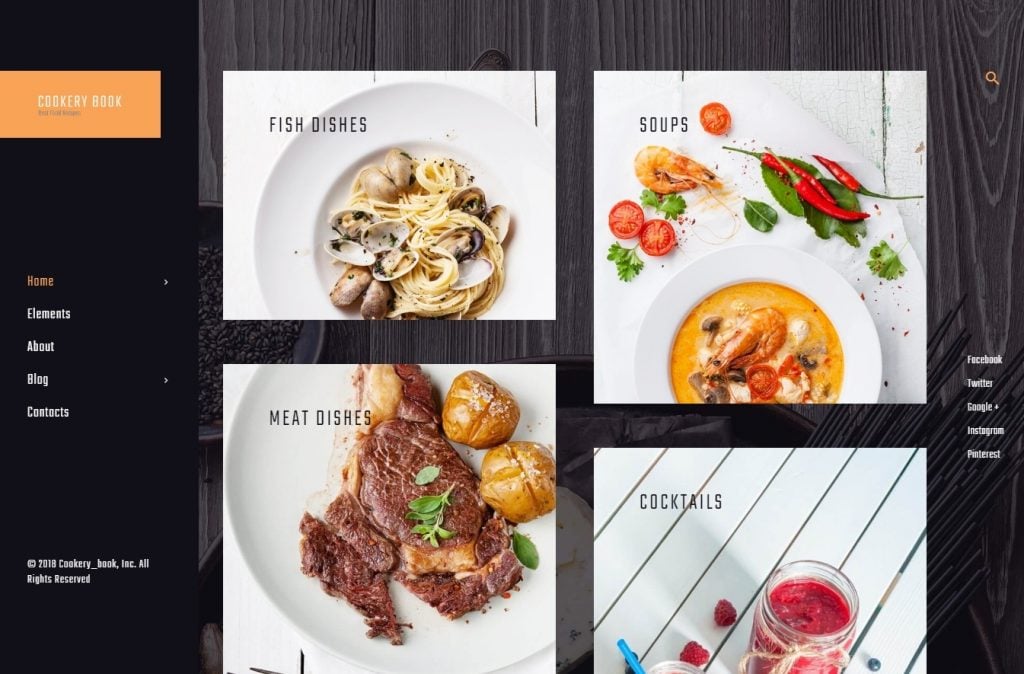 COOKERY BOOK
Best Food Recipes
Home
Elements
About
Blog
Contacts
© 2018 Cookery_book, Inc. All
Rights Reserved
FISH DISHES
SOUPS
MEAT DISHES
COCKTAILS
Facebook
Twitter
Google +
Instagram
Pinterest